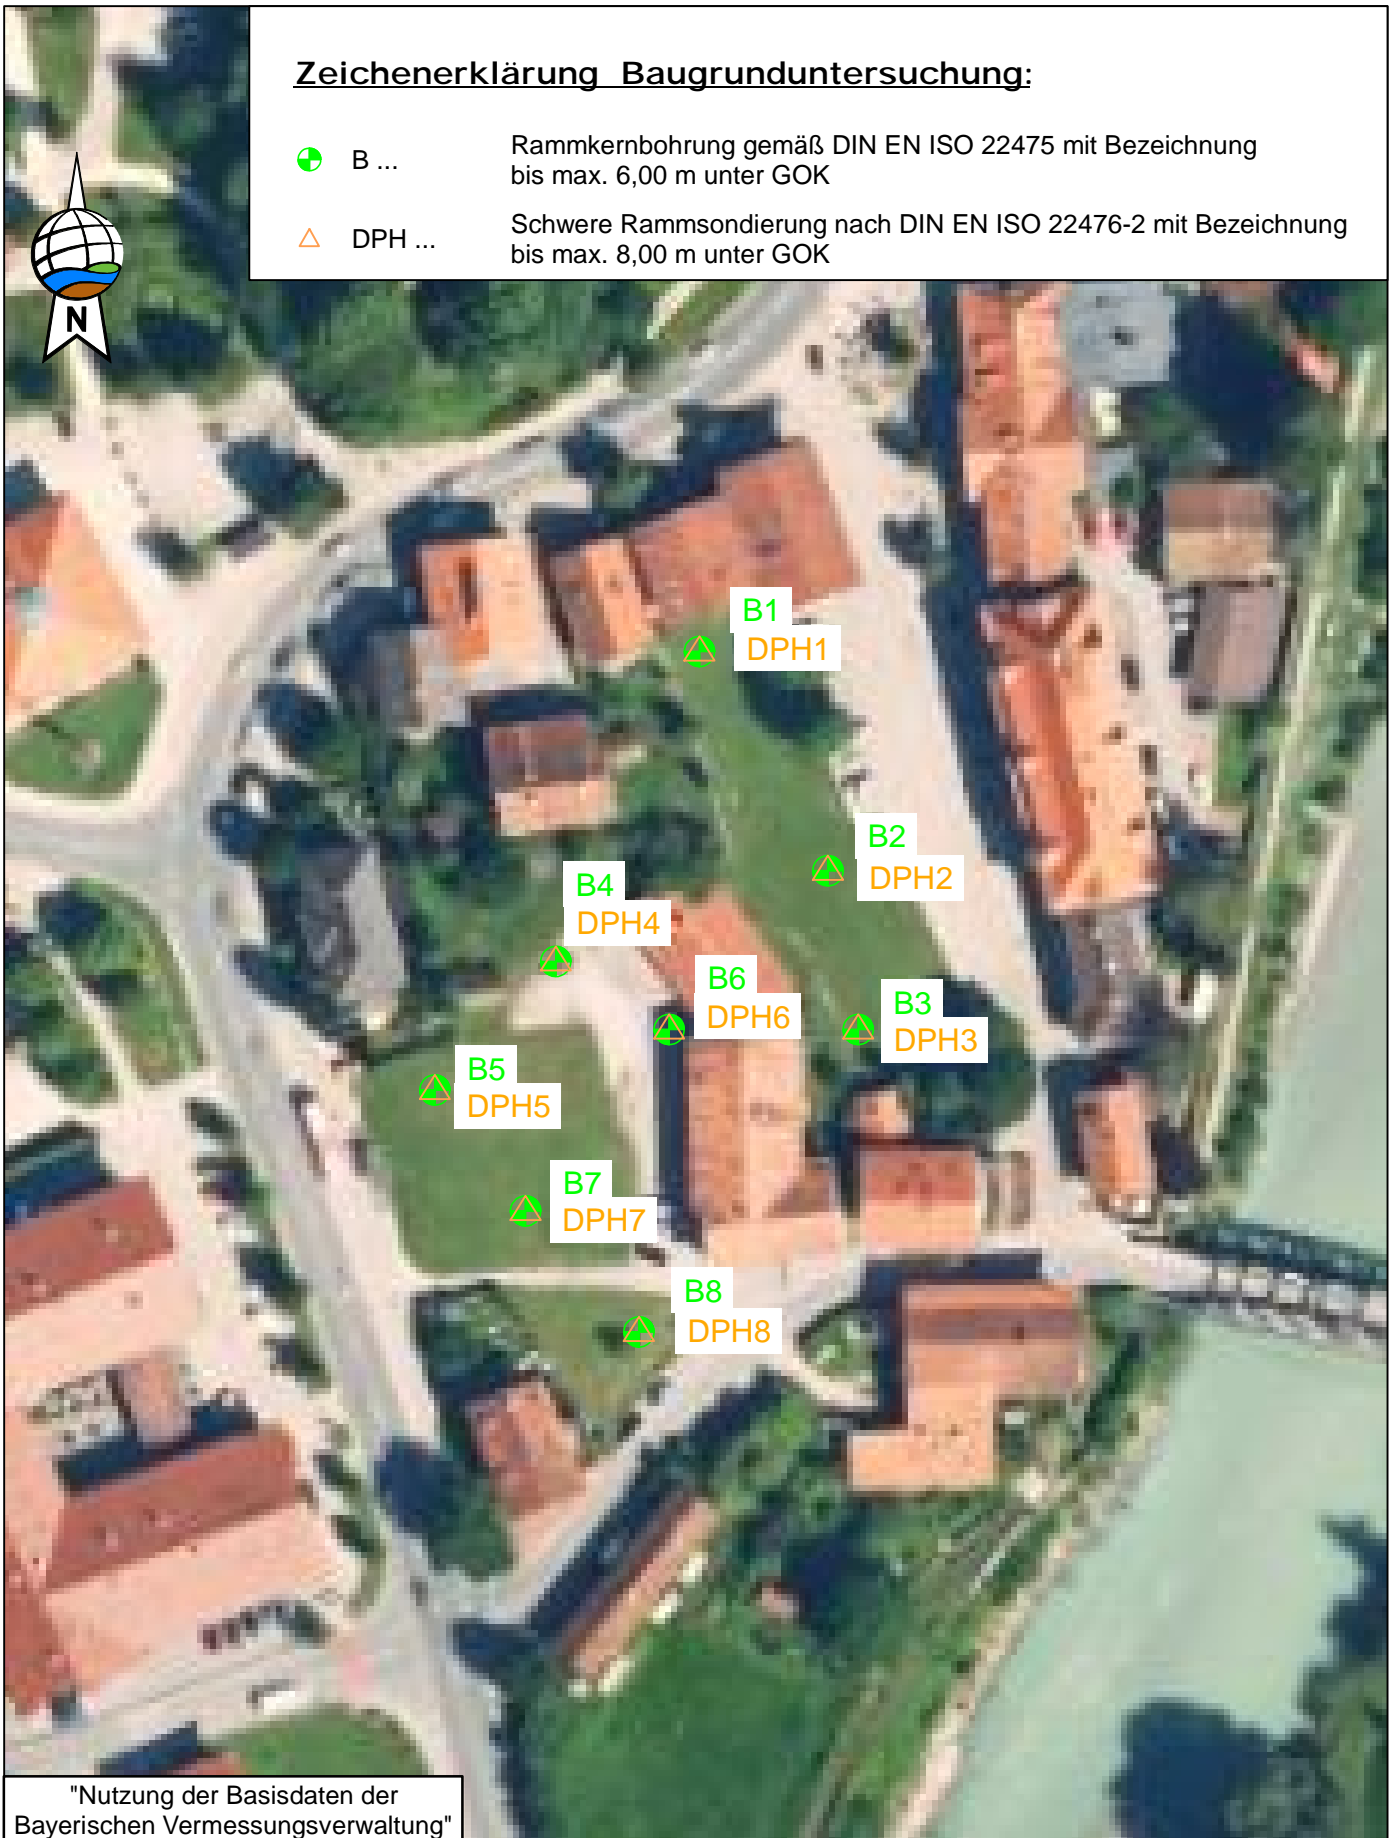 Zeichenerklärung Baugrunduntersuchung:
B ...
Rammkernbohrung gemäß DIN EN ISO 22475 mit Bezeichnung
bis max. 6,00 m unter GOK
DPH ...
Schwere Rammsondierung nach DIN EN ISO 22476-2 mit Bezeichnung
bis max. 8,00 m unter GOK
N
B1
DPH1
B2
DPH2
B4
DPH4
B6
DPH6
B3
DPH3
B5
DPH5
B7
DPH7
B8
DPH8
"Nutzung der Basisdaten der
Bayerischen Vermessungsverwaltung"